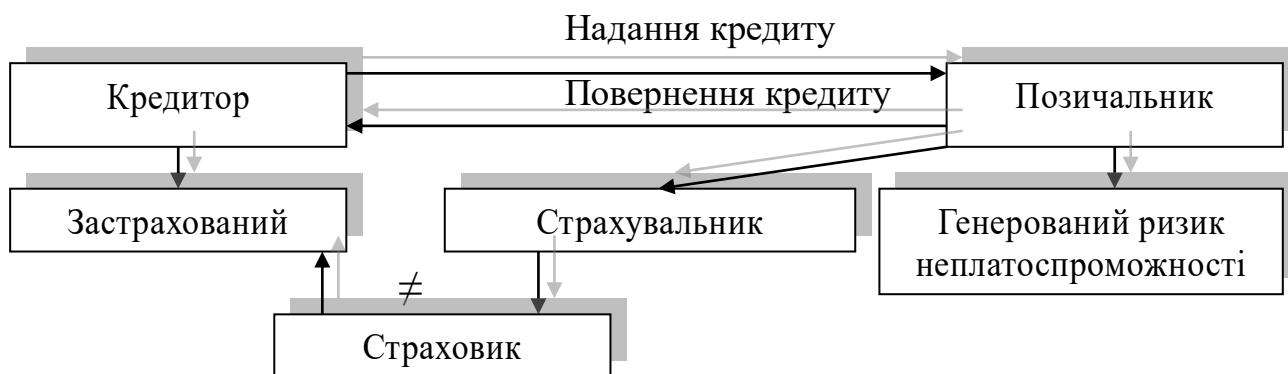 Надання кредиту
Кредитор
Повернення кредиту
Позичальник
Застрахований
Страхувальник
Генерований ризик
неплатоспроможності
≠
Страховик